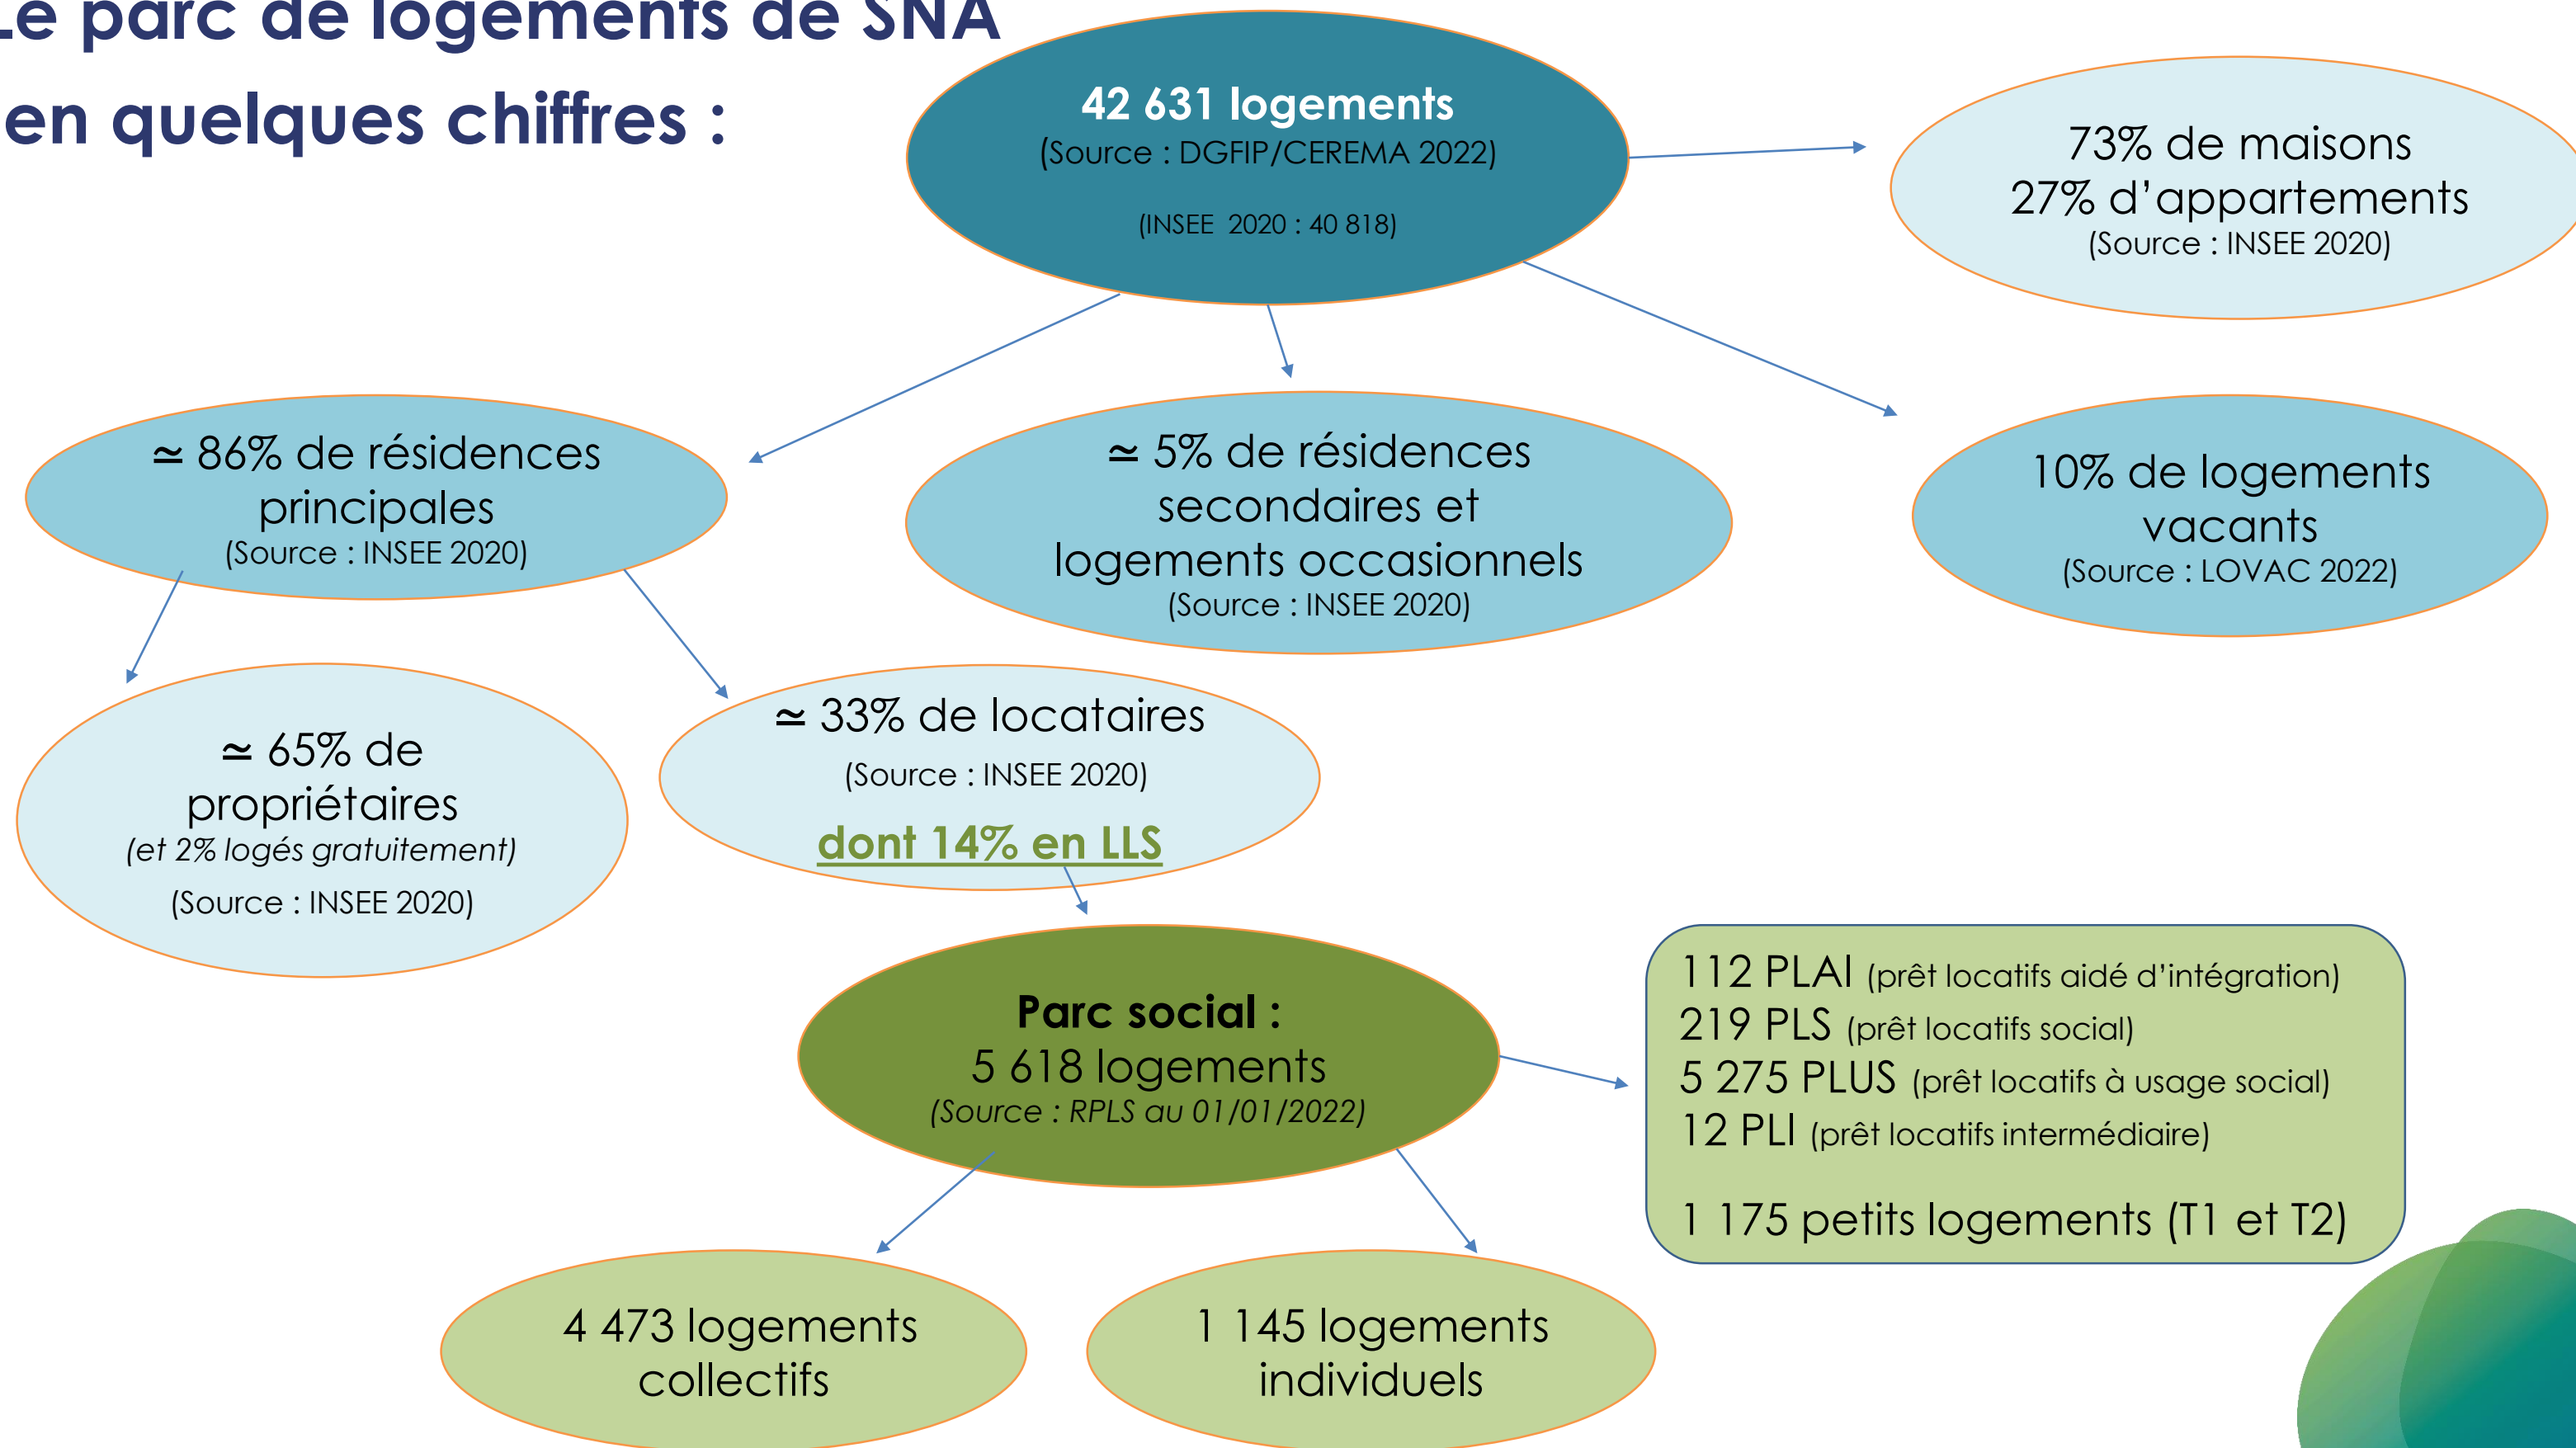 Le parc de logements de SNA
en quelques chiffres :
42 631 logements
(Source : DGFIP/CEREMA 2022)
(INSEE 2020 : 40 818)
73% de maisons
27% d’appartements
(Source : INSEE 2020)
≃ 86% de résidences
principales
(Source : INSEE 2020)
≃ 5% de résidences
secondaires et
logements occasionnels
(Source : INSEE 2020)
10% de logements
vacants
(Source : LOVAC 2022)
≃ 65% de
propriétaires
(et 2% logés gratuitement)
(Source : INSEE 2020)
≃ 33% de locataires
(Source : INSEE 2020)
dont 14% en LLS
Parc social :
5 618 logements
(Source : RPLS au 01/01/2022)
112 PLAI (prêt locatifs aidé d’intégration)
219 PLS (prêt locatifs social)
5 275 PLUS (prêt locatifs à usage social)
12 PLI (prêt locatifs intermédiaire)
1 175 petits logements (T1 et T2)
4 473 logements
collectifs
1 145 logements
individuels